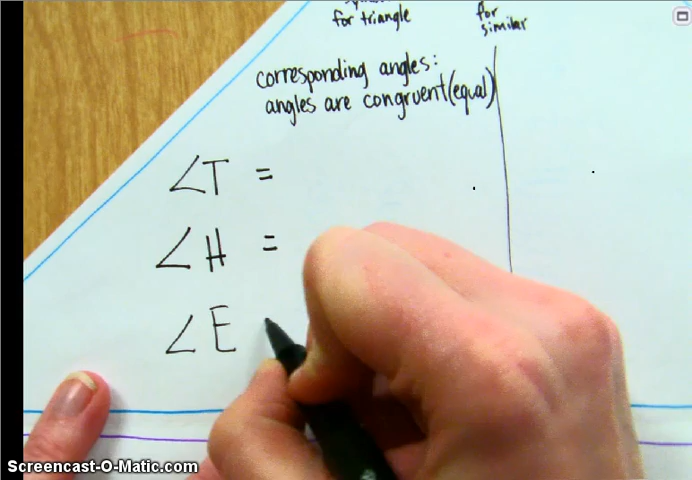 for triangle
for
similar
corresponding angles:
angles are congruent(equal)
∠T =
∠H =
∠E
Screencast-O-Matic.com